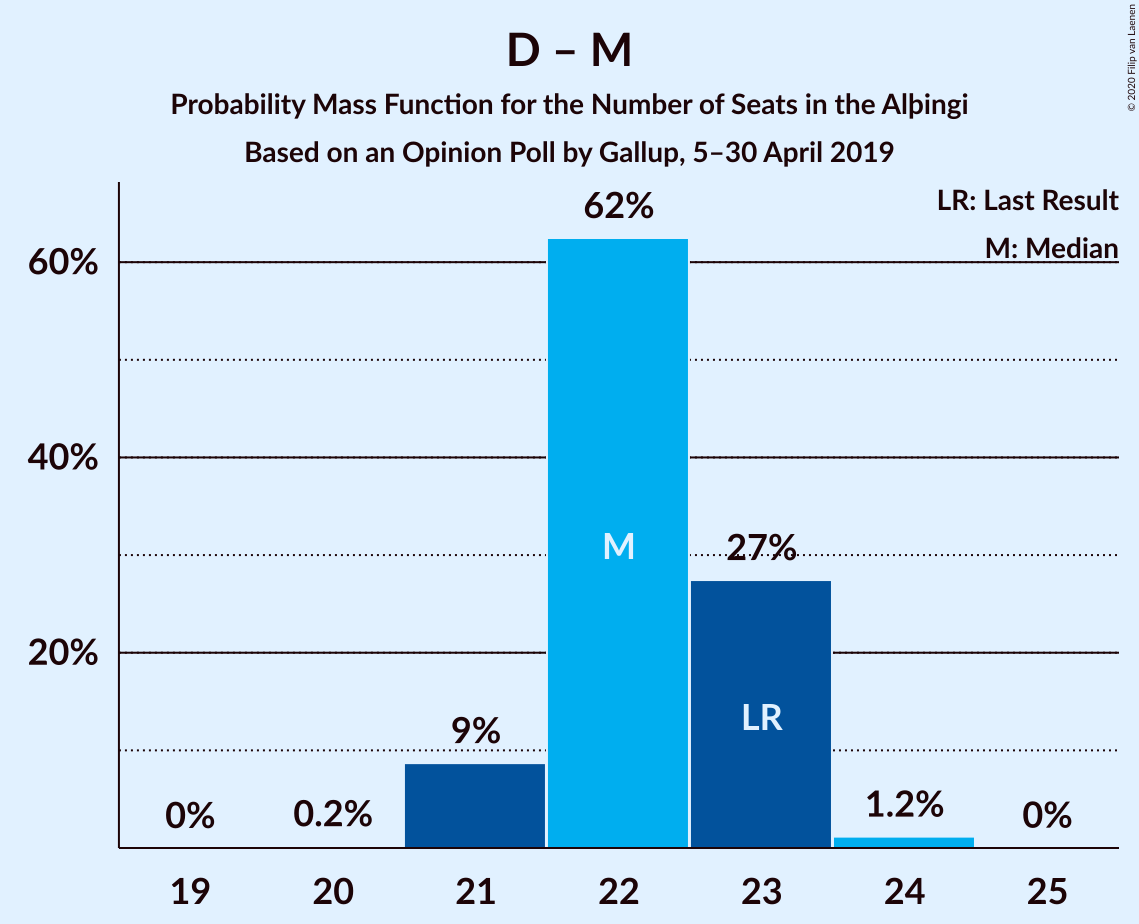 D – M
Probability Mass Function for the Number of Seats in the Alþingi
Based on an Opinion Poll by Gallup, 5–30 April 2019
© 2020 Filip van Laenen
LR: Last Result
M: Median
60%
40%
20%
0%
0.2%
9%
62%
27%
1.2%
0%
M
LR
19
20
21
22
23
24
25